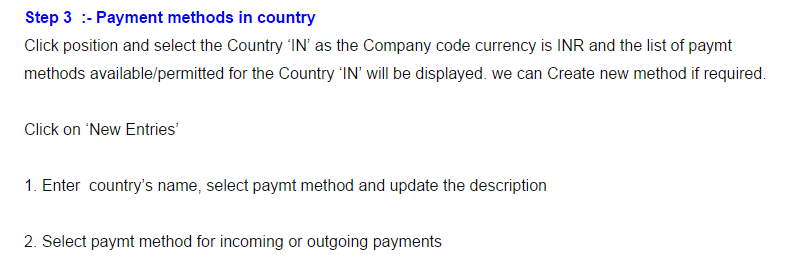 Step 3  :- Payment methods in country
Click position and select the Country ‘IN’ as the Company code currency is INR and the list of paymt
methods available/permitted for the Country ‘IN’ will be displayed. we can Create new method if required.
Click on ‘New Entries’
1. Enter  country’s name, select paymt method and update the description
2. Select paymt method for incoming or outgoing payments